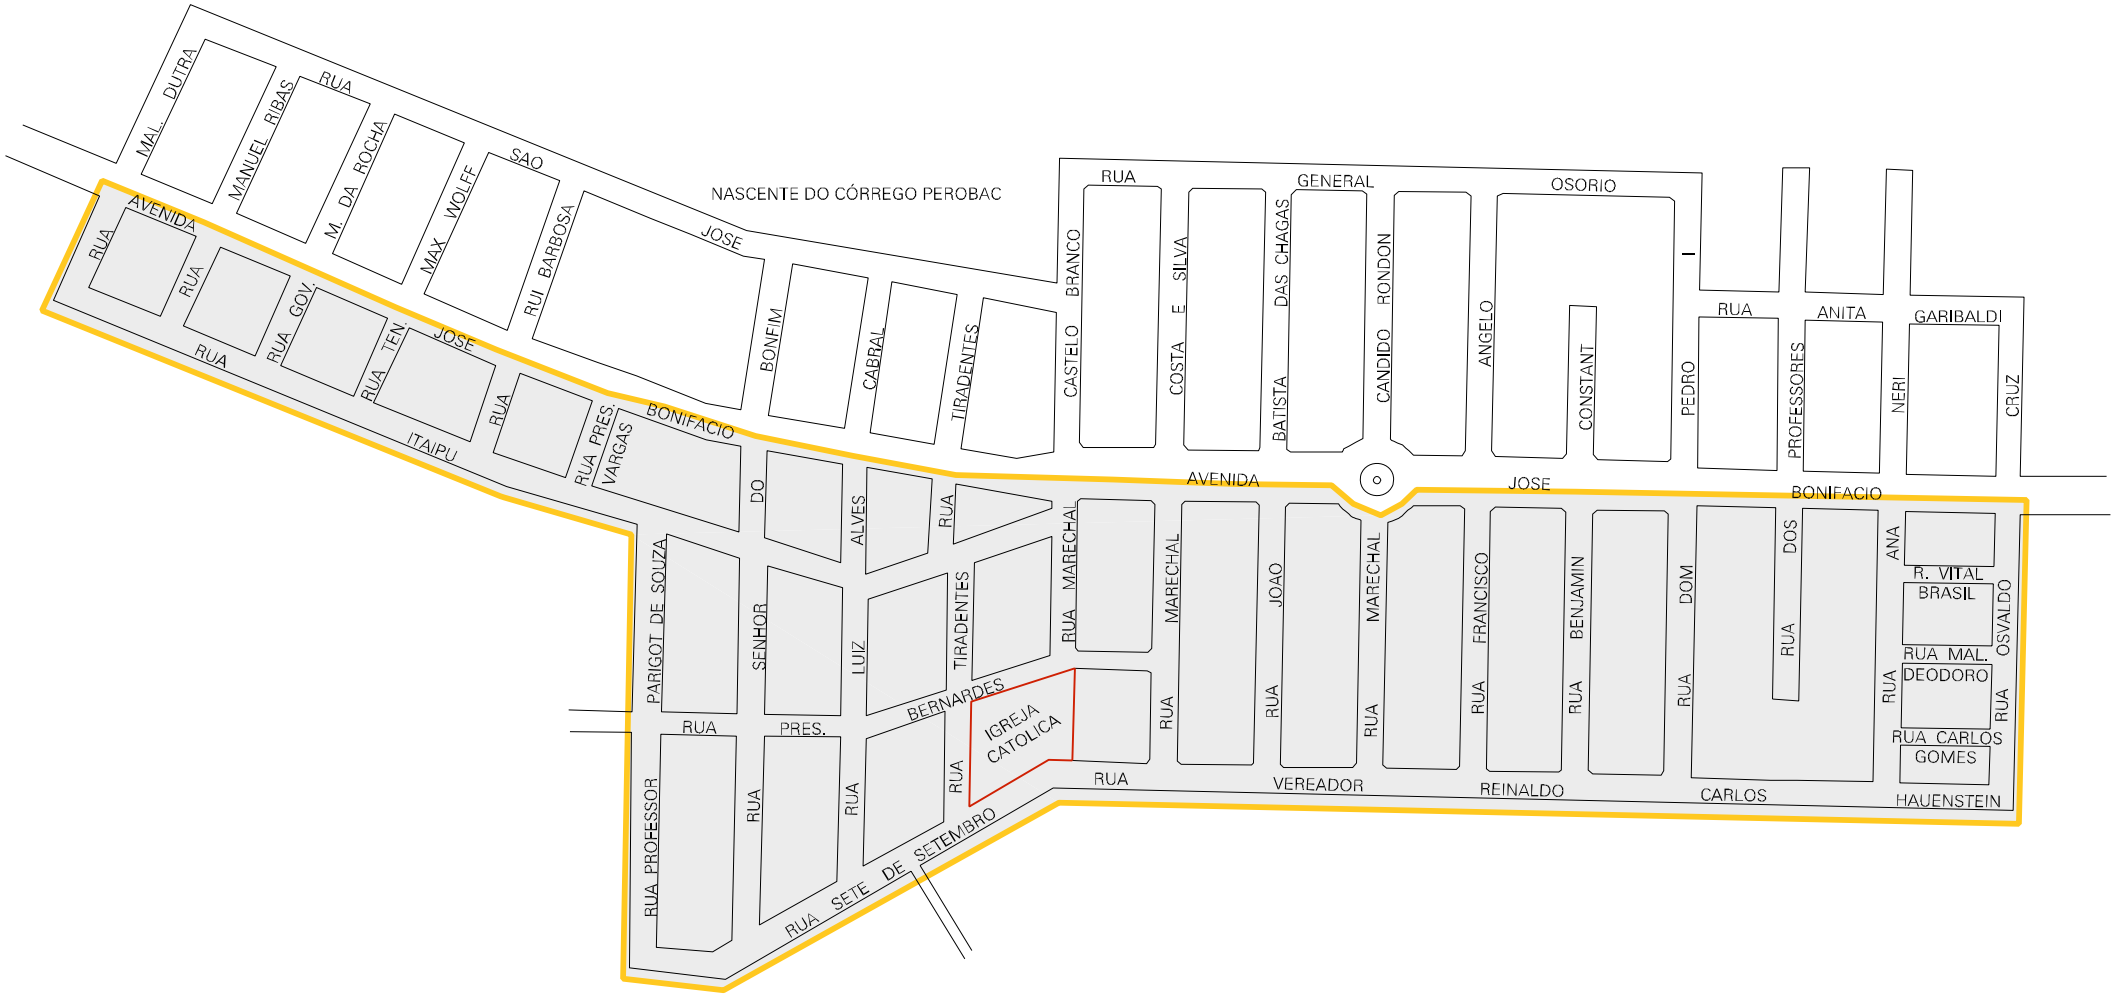 RUA
SAO
JOSE
NASCENTE DO CÓRREGO PEROBAC
MAL. DUTRA
MANUEL RIBAS
M. DA ROCHA
MAX WOLFF
RUI BARBOSA
BONFIM
CABRAL
TIRADENTES
CASTELO BRANCO
RUA
GENERAL
OSORIO
COSTA E SILVA
BATISTA DAS CHAGAS
CANDIDO RONDON
ANGELO
CONSTANT
PEDRO I
PROFESSORES
NERI
CRUZ
RUA
ANITA
GARIBALDI
AVENIDA
JOSE
BONIFACIO
AVENIDA
JOSE
BONIFACIO
RUA
RUA
RUA GOV.
RUA TEN.
RUA
RUA PRES.
VARGAS
RUA
ITAIPU
DO
ALVES
RUA
RUA MARECHAL
MARECHAL
JOAO
MARECHAL
FRANCISCO
BENJAMIN
DOM
DOS
ANA
R. VITAL
BRASIL
OSVALDO
PARIGOT DE SOUZA
SENHOR
LUIZ
TIRADENTES
RUA
RUA
RUA
RUA
RUA
RUA
RUA
RUA
RUA MAL.
DEODORO
RUA
RUA CARLOS
GOMES
RUA
PRES.
BERNARDES
IGREJA
CATOLICA
RUA PROFESSOR
RUA
RUA
RUA
RUA
VEREADOR
REINALDO
CARLOS
HAUENSTEIN
RUA SETE DE SETEMBRO